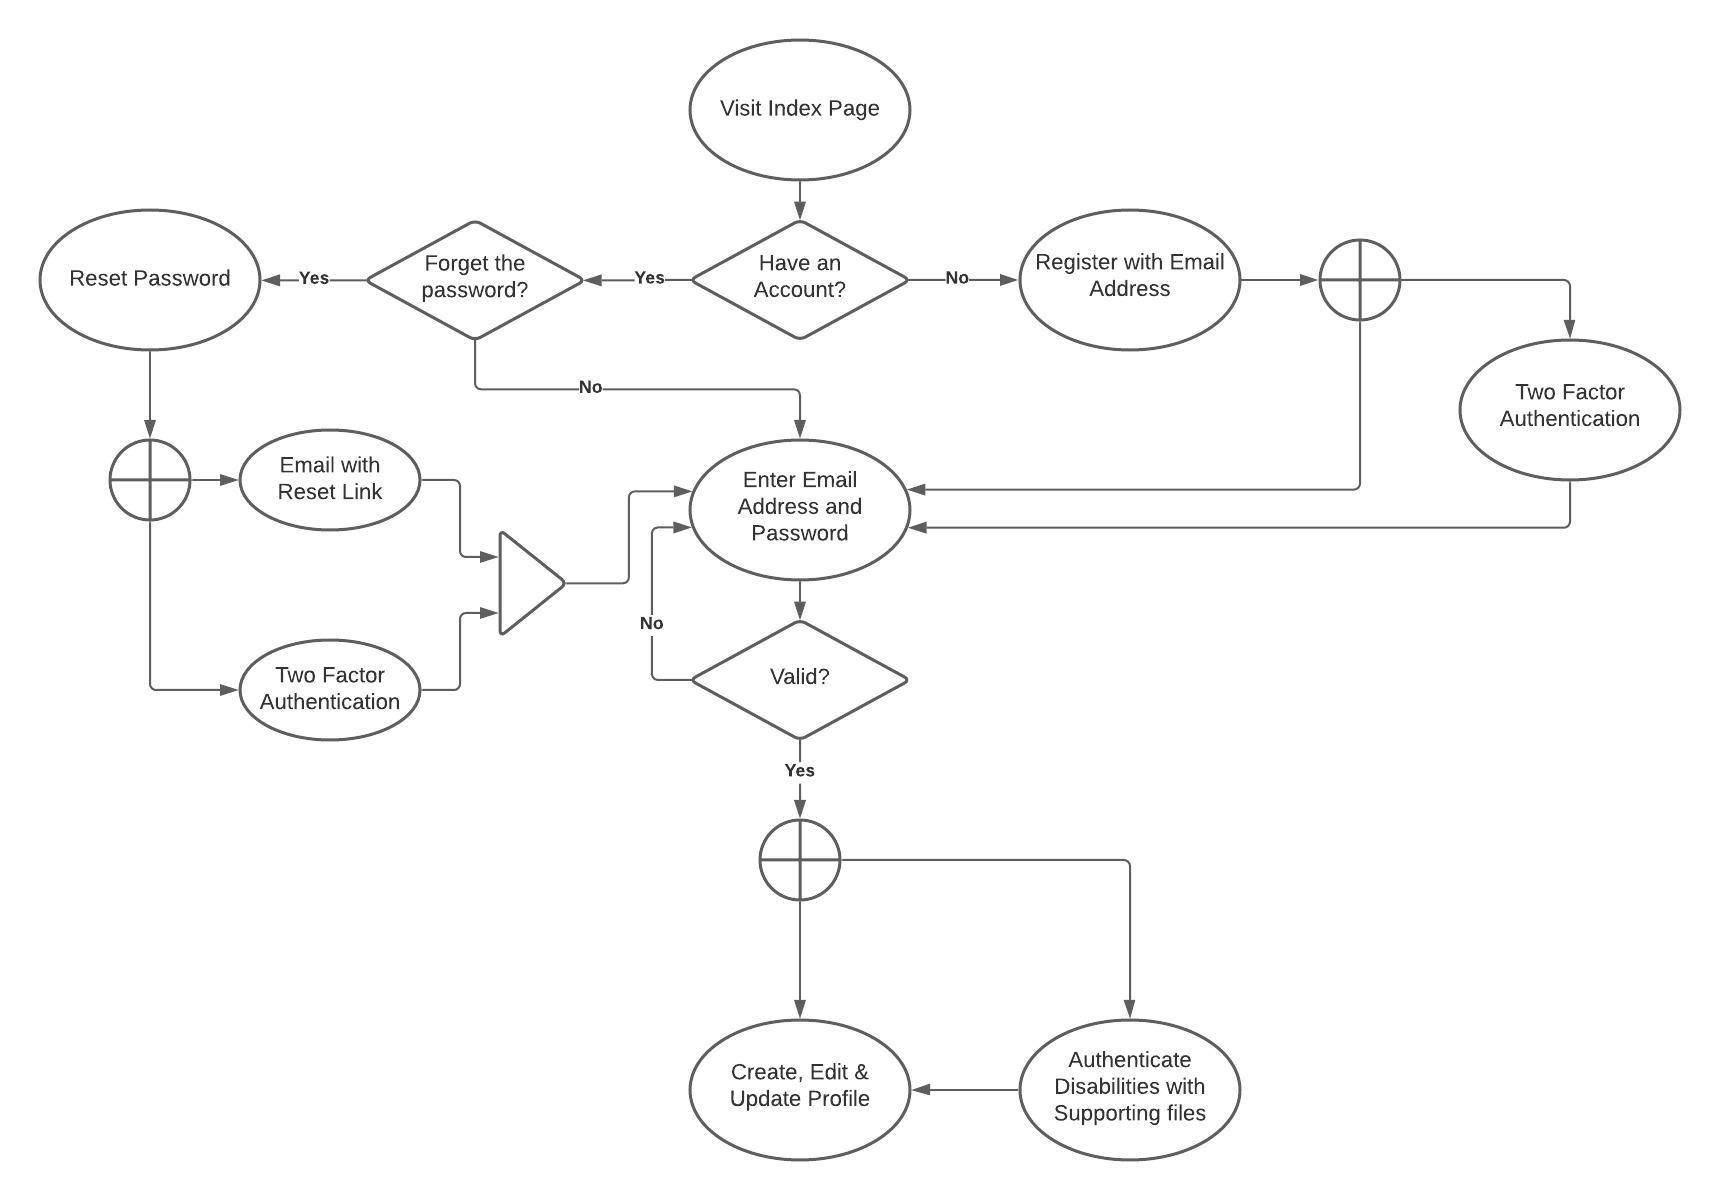 Visit Index Page
Reset Password
Yes
Forget the
password?
Yes
Have an
Account?
No
Register with Email
Address
No
Two Factor
Authentication
Email with
Reset Link
Enter Email
Address and
Password
No
Two Factor
Authentication
Valid?
Yes
Create, Edit &
Update Profile
Authenticate
Disabilities with
Supporting files